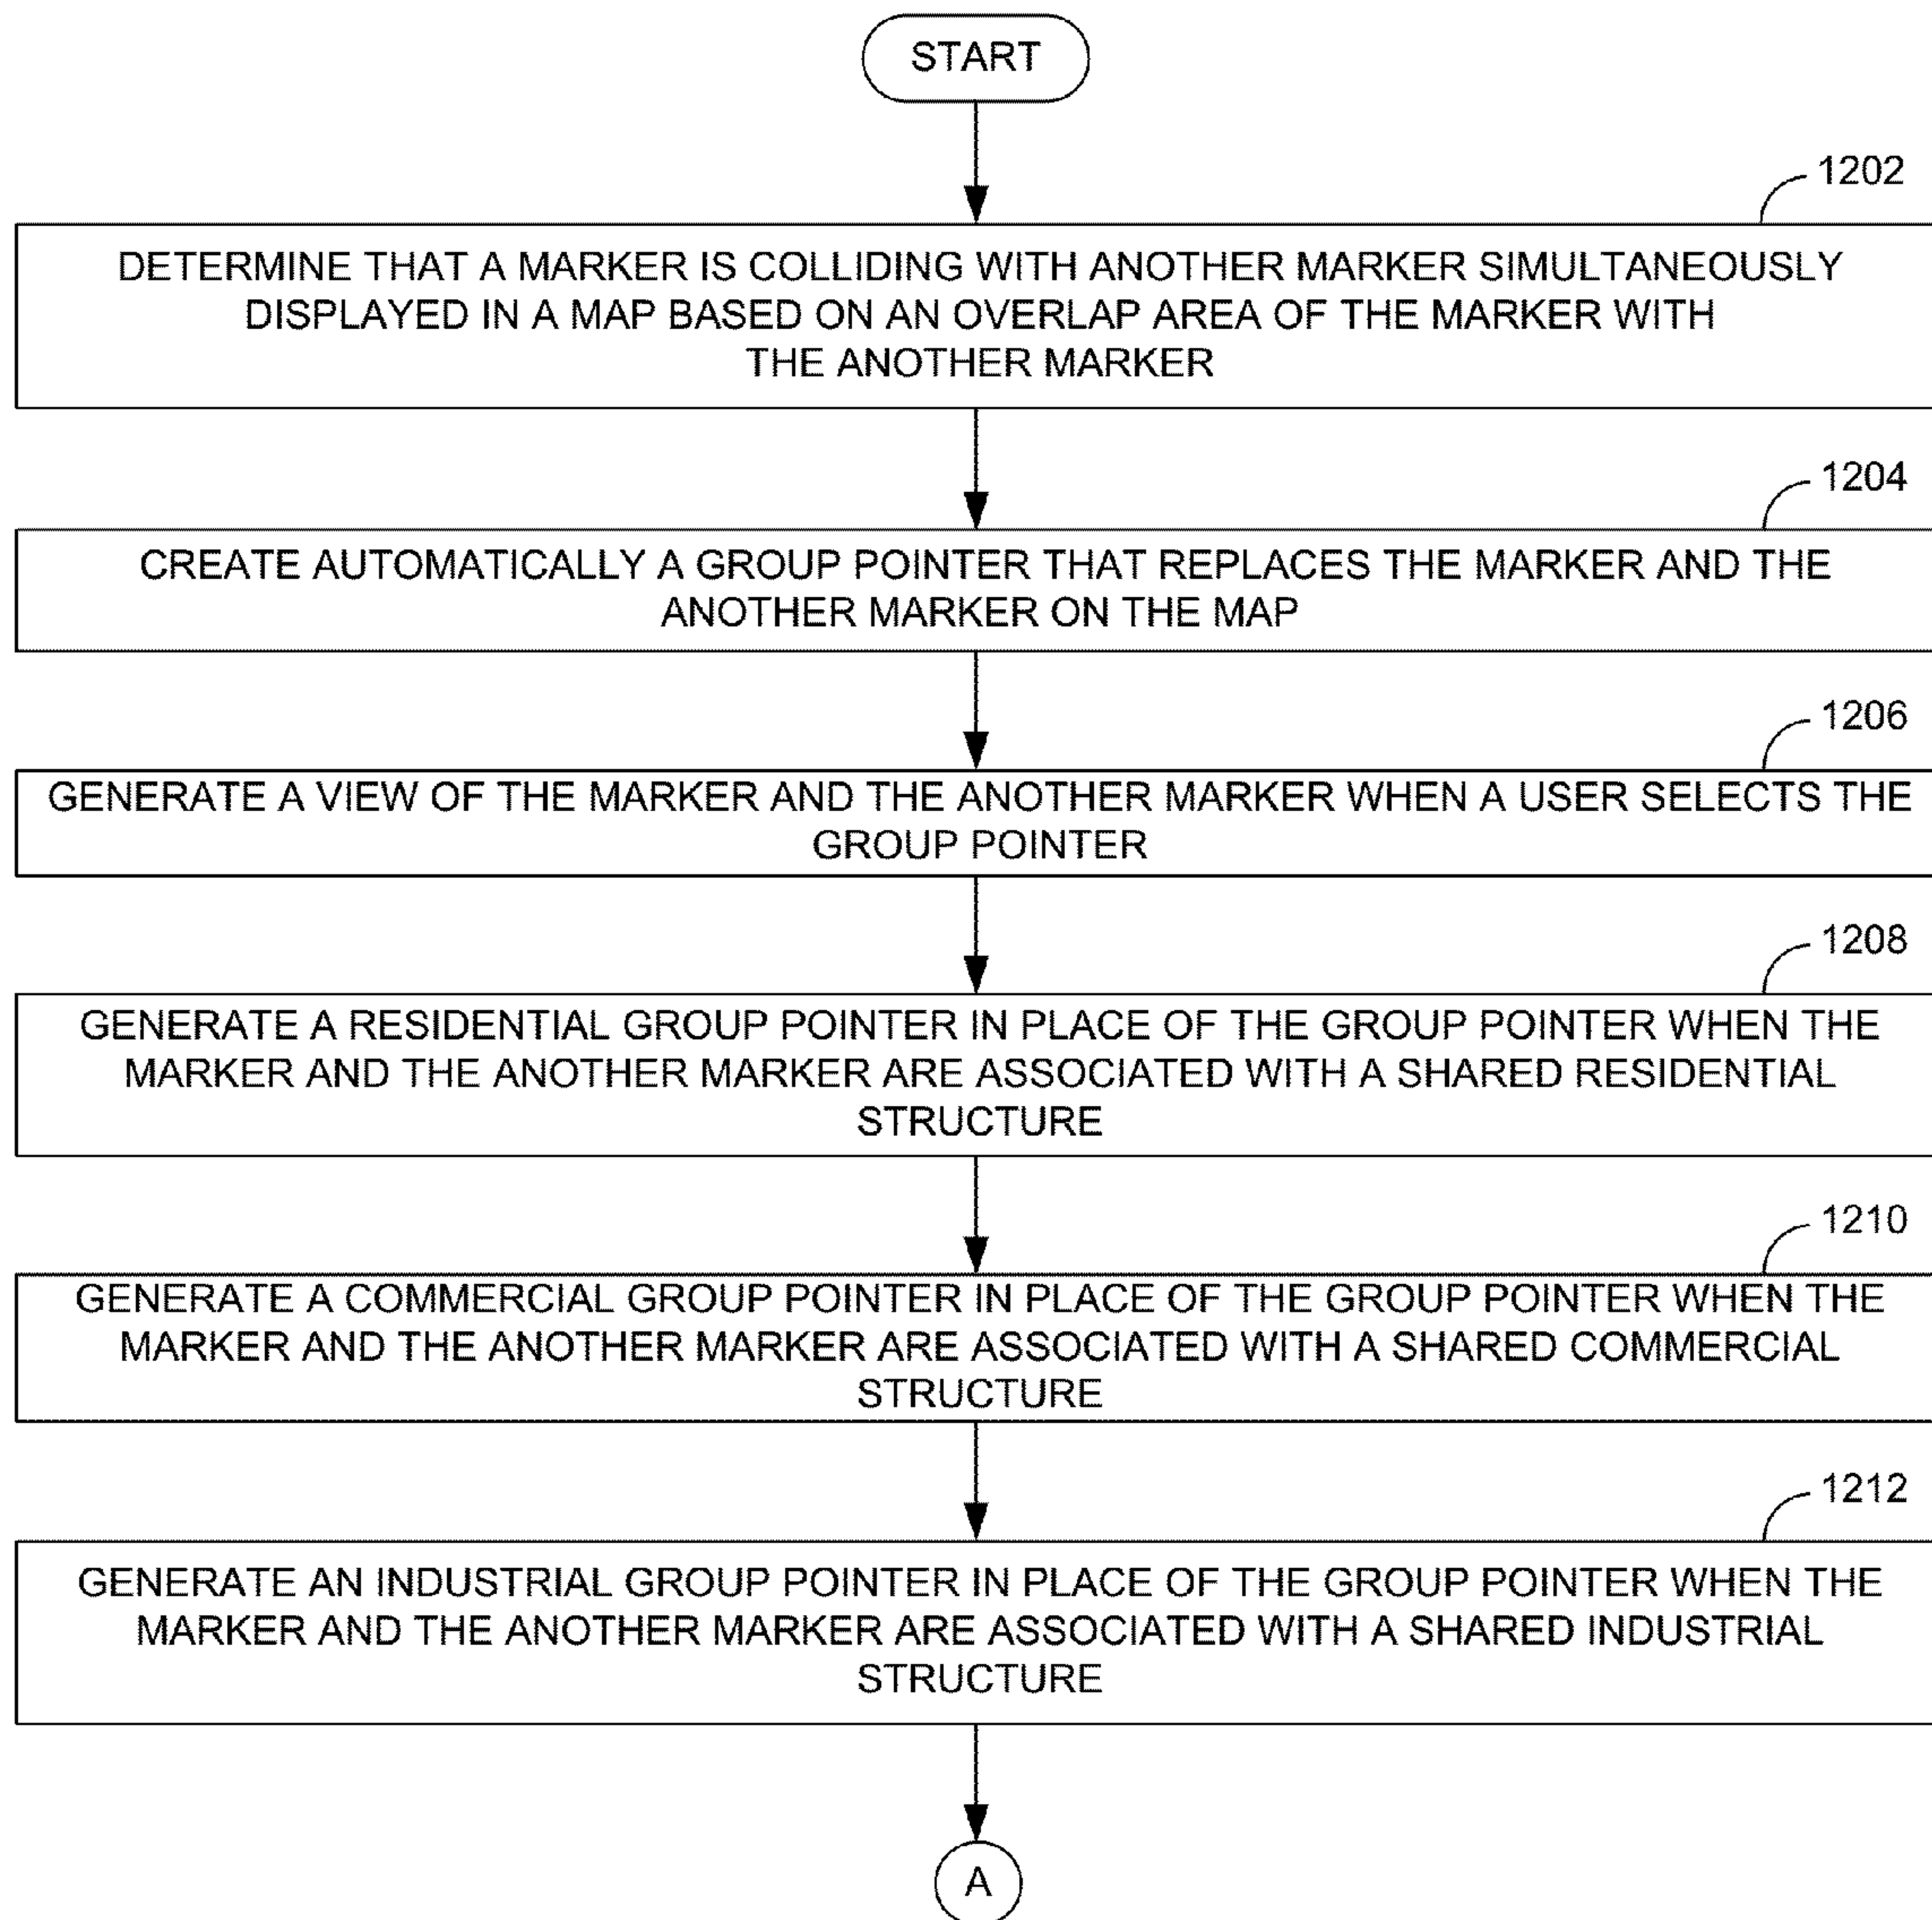 START
1202
DETERMINE THAT A MARKER IS COLLIDING WITH ANOTHER MARKER SIMULTANEOUSLY
DISPLAYED IN A MAP BASED ON AN OVERLAP AREA OF THE MARKER WITH
THE ANOTHER MARKER
1204
CREATE AUTOMATICALLY A GROUP POINTER THAT REPLACES THE MARKER AND THE
ANOTHER MARKER ON THE MAP
1206
GENERATE A VIEW OF THE MARKER AND THE ANOTHER MARKER WHEN A USER SELECTS THE
GROUP POINTER
1208
GENERATE A RESIDENTIAL GROUP POINTER IN PLACE OF THE GROUP POINTER WHEN THE
MARKER AND THE ANOTHER MARKER ARE ASSOCIATED WITH A SHARED RESIDENTIAL
STRUCTURE
1210
GENERATE A COMMERCIAL GROUP POINTER IN PLACE OF THE GROUP POINTER WHEN THE
MARKER AND THE ANOTHER MARKER ARE ASSOCIATED WITH A SHARED COMMERCIAL
STRUCTURE
1212
GENERATE AN INDUSTRIAL GROUP POINTER IN PLACE OF THE GROUP POINTER WHEN THE
MARKER AND THE ANOTHER MARKER ARE ASSOCIATED WITH A SHARED INDUSTRIAL
STRUCTURE
A